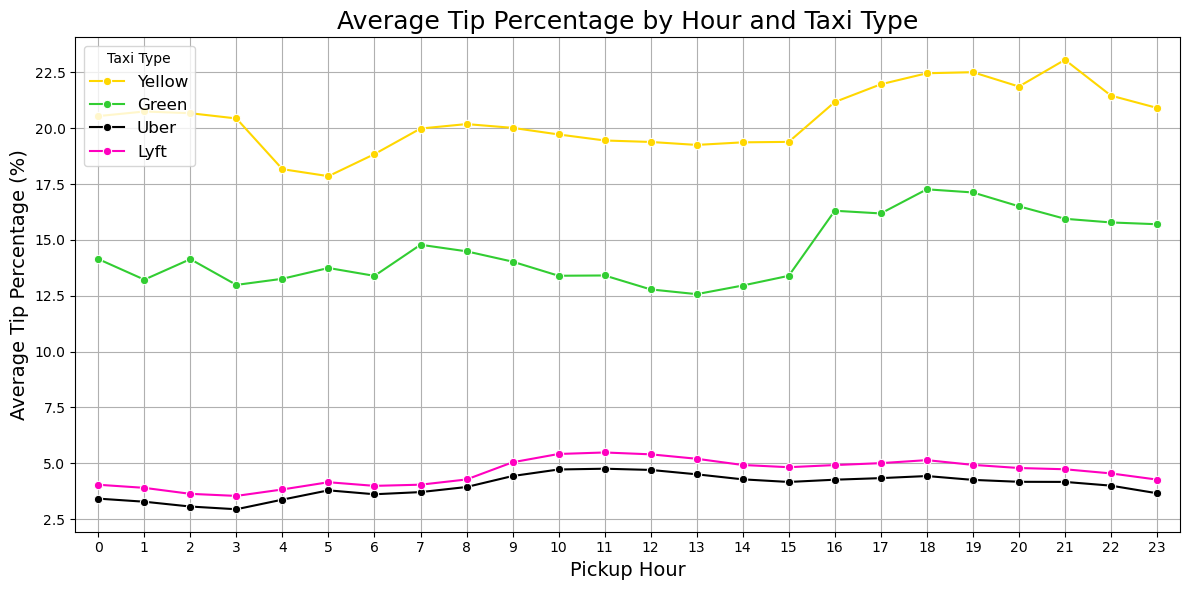 Average Tip Percentage by Hour and Taxi Type
Average Tip Percentage (%)
22.5
20.0
17.5
15.0
12.5
10.0
7.5
5.0
2.5
Taxi Type
Yellow
Green
Uber
Lyft
0 1 2 3 4 5 6 7 8 9 10 11 12 13 14 15 16 17 18 19 20 21 22 23
Pickup Hour